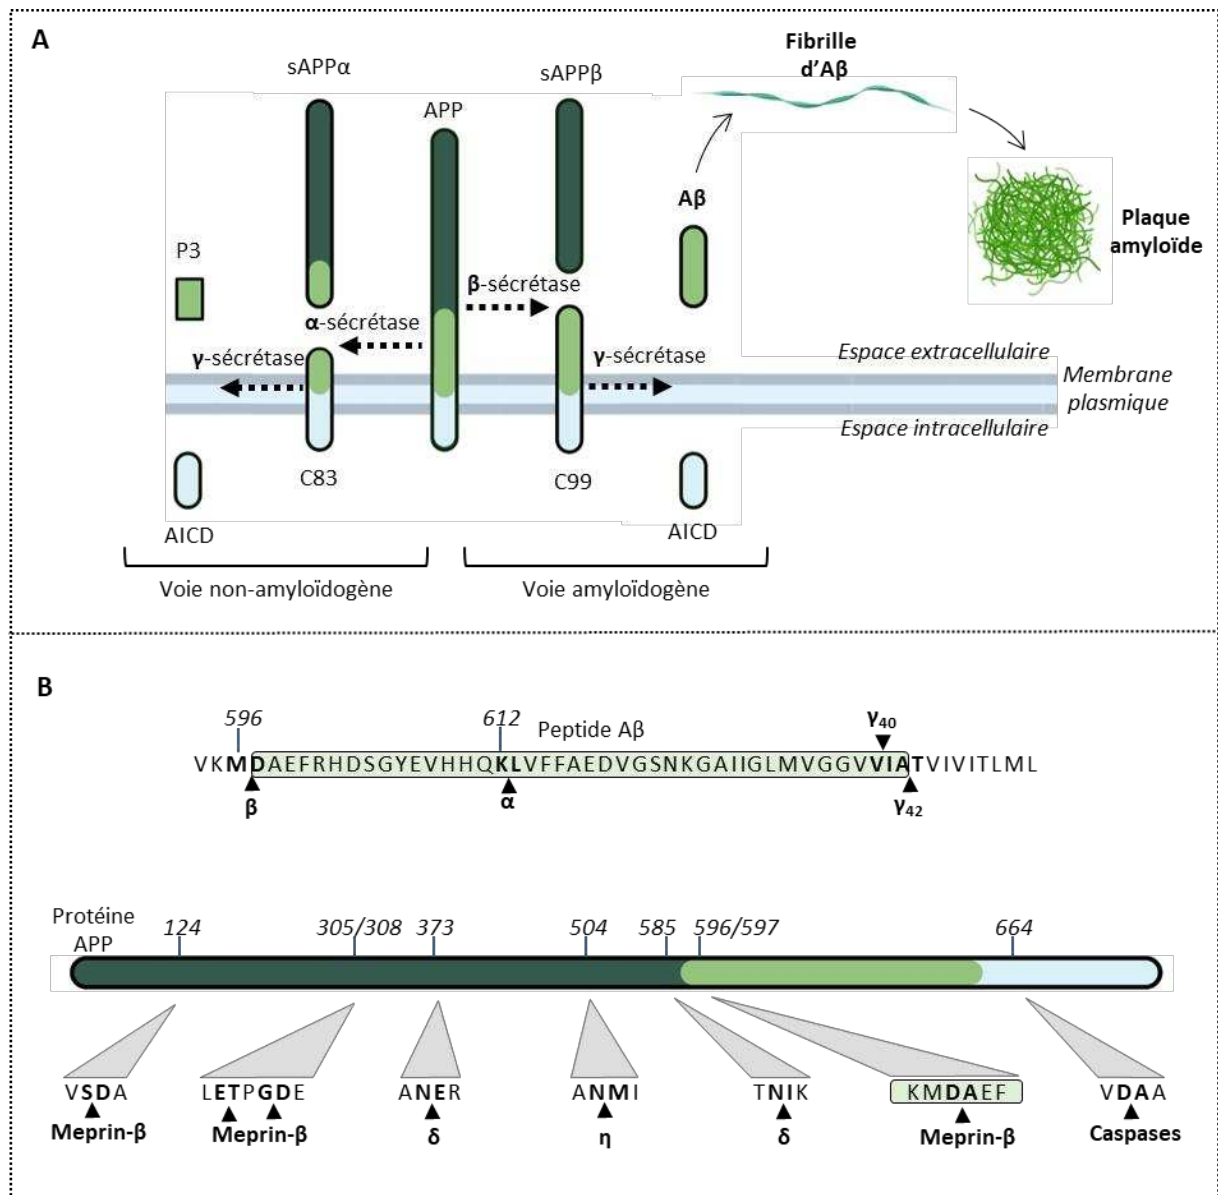 A
Fibrille
d'Aβ
sAPPα
sAPPβ
APP
Aβ
Plaque
amyloïde
P3
β-sécrétase
α-sécrétase
γ-sécrétase
γ-sécrétase
Espace extracellulaire
Membrane
plasmique
Espace intracellulaire
C83
C99
AICD
AICD
Voie non-amyloïdogène
Voie amyloïdogène
B
596
612
Peptide Aβ
γ40
VKMDAEFRHDSGYEVHHQKLVFFAEDVGSNKGAIIGLMVGGVVIATVIVITLML
β
α
γ42
Protéine
APP
124
305/308
373
504
585
596/597
664
VSDA
LETPGDE
ANER
ANMI
TNIK
KMDAEF
VDAA
Meprin-β
Meprin-β
δ
η
δ
Meprin-β
Caspases